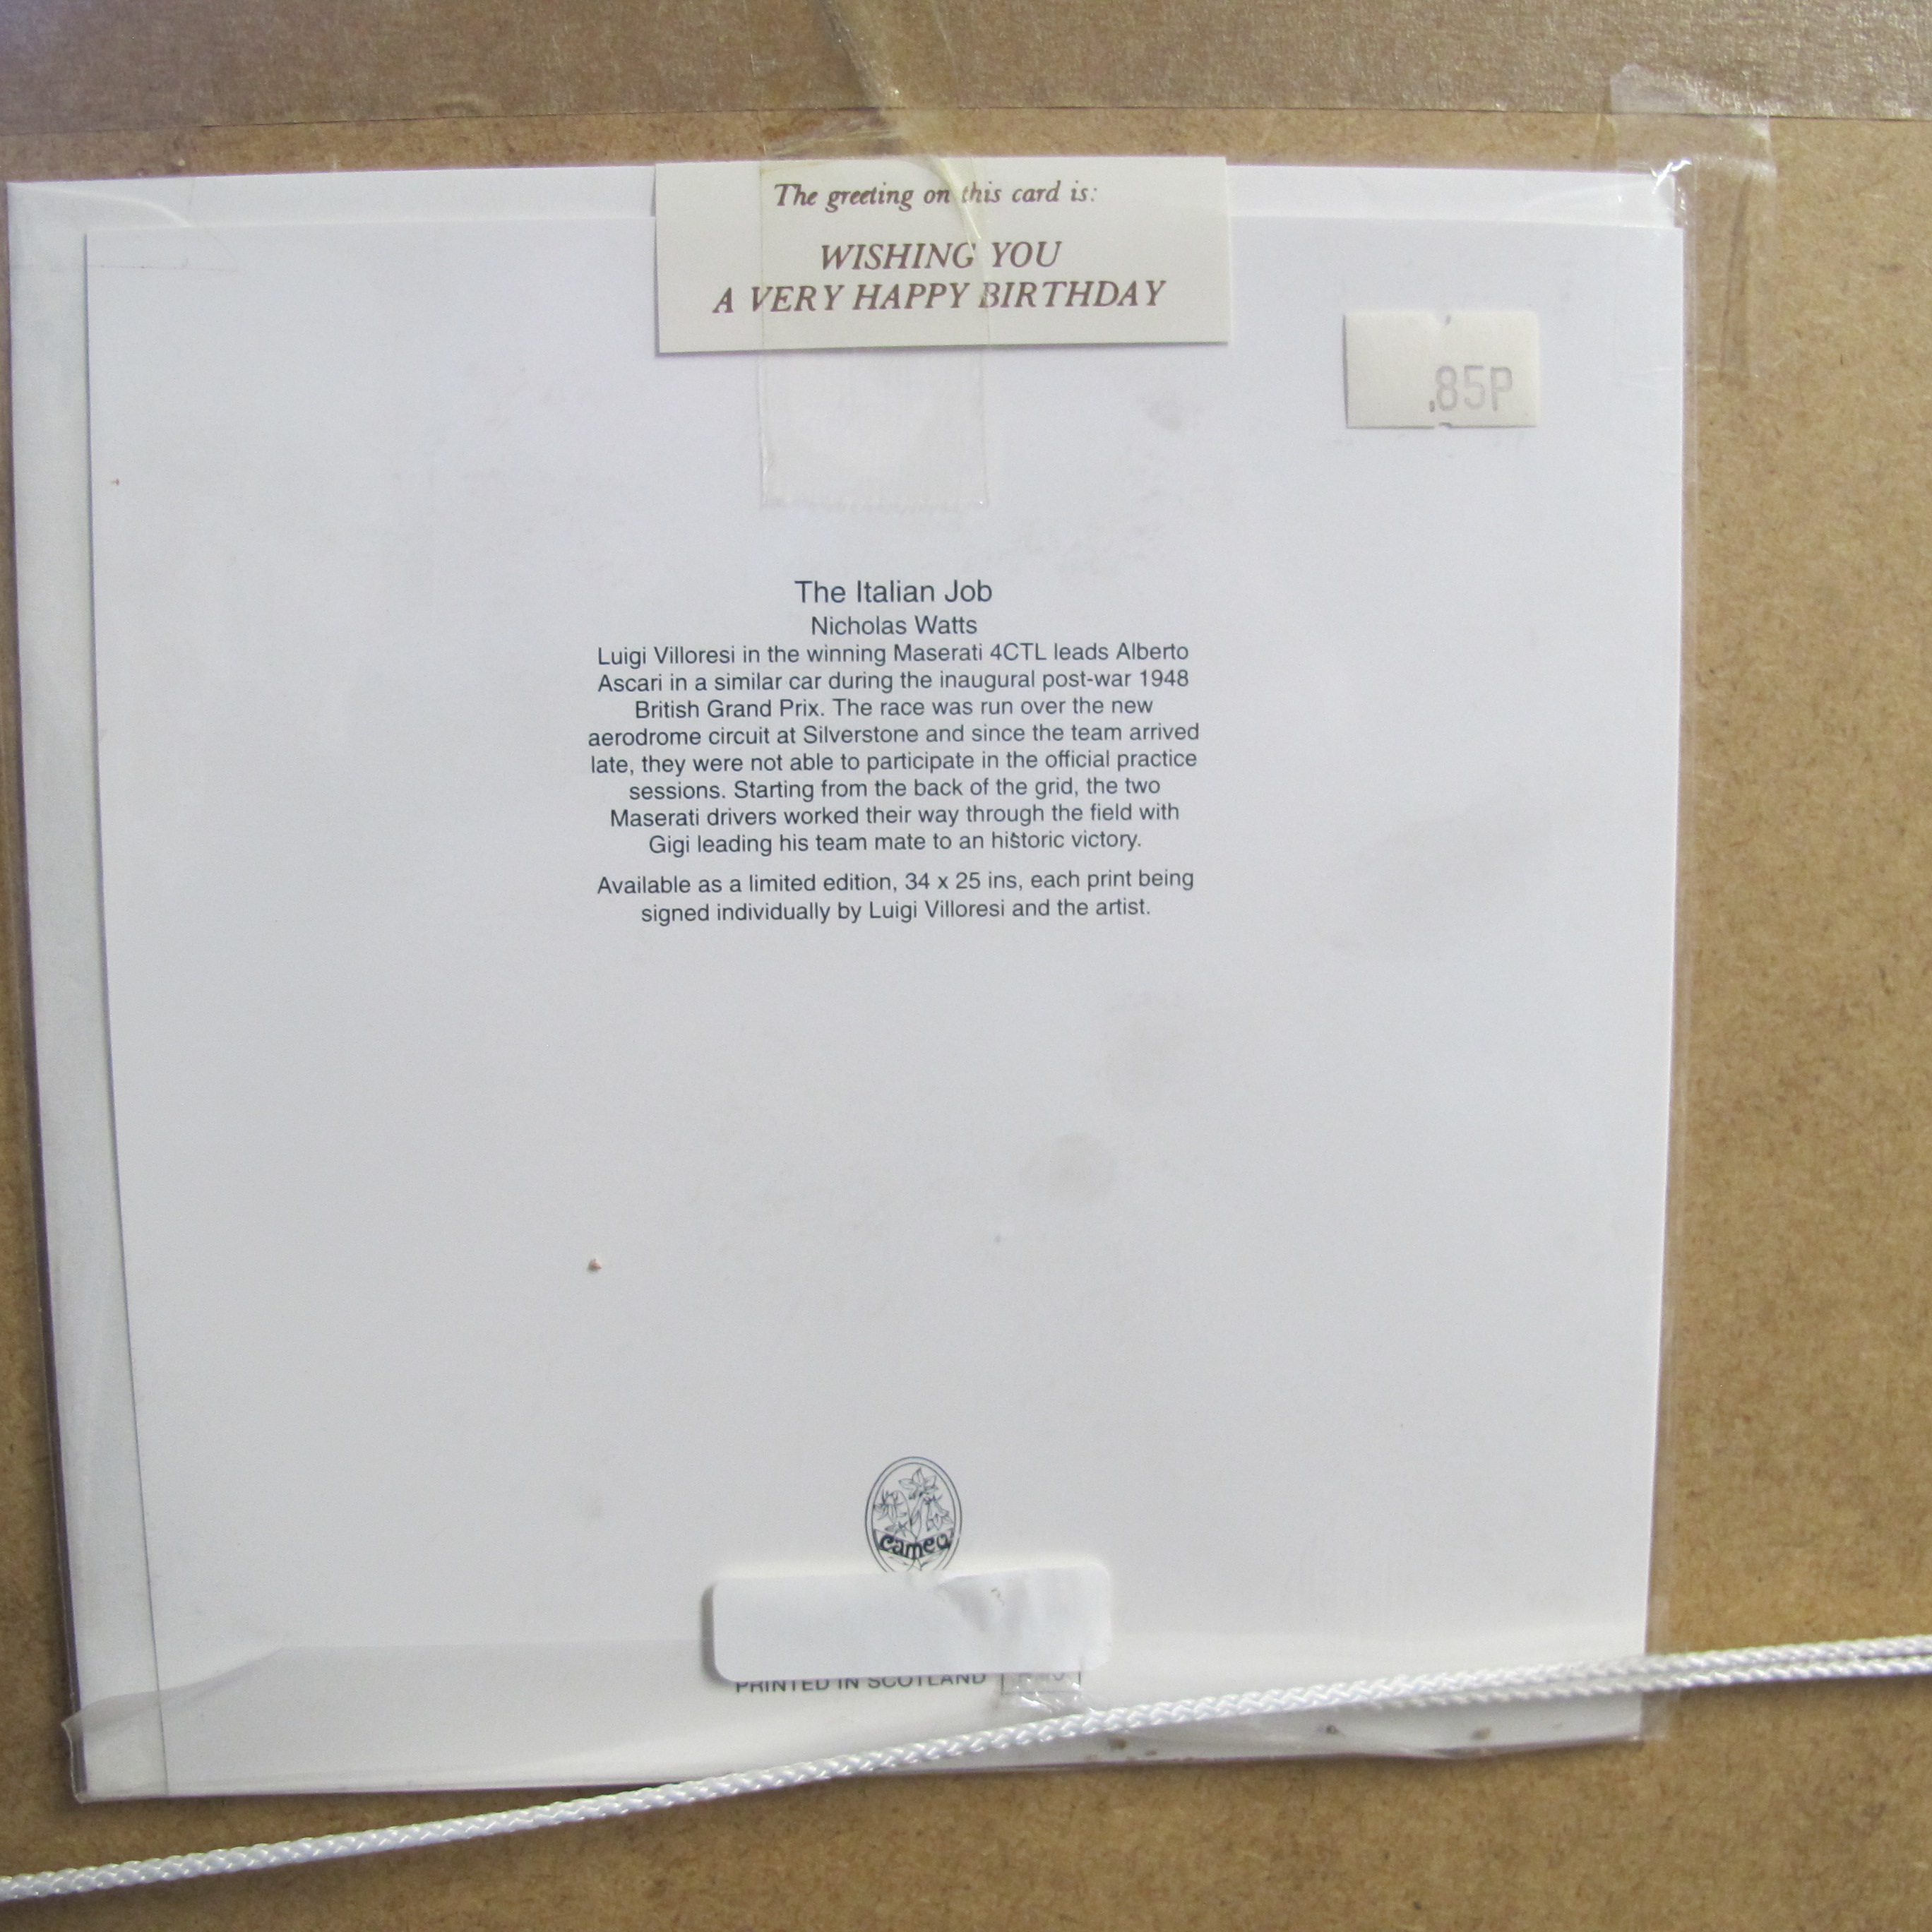 The greeting on this card is:
WISHING YOU
A VERY HAPPY BIRTHDAY
.85P
The Italian Job
Nicholas Watts
Luigi Villoresi in the winning Maserati 4CTL leads Alberto
Ascari in a similar car during the inaugural post-war 1948
British Grand Prix. The race was run over the new
aerodrome circuit at Silverstone and since the team arrived
late, they were not able to participate in the official practice
sessions. Starting from the back of the grid, the two
Maserati drivers worked their way through the field with
Gigi leading his team mate to an historic victory.
Available as a limited edition, 34 x 25 ins, each print being
signed individually by Luigi Villoresi and the artist.
cameo
PRINTED IN SCOTLAND